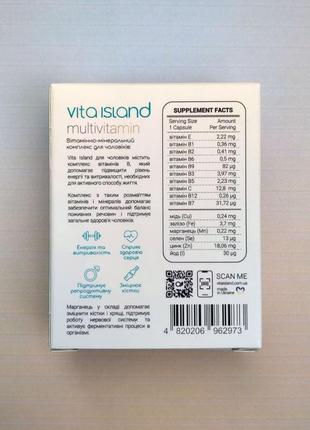 vita island
multivitamin
Вітамінно-мінеральний
комплекс для чоловіків
Vita Island для чоловіків містить
комплекс вітамінів В, який
допомагає підвищити рівень
енергії та витривалості, необхідних
для активного способу життя.
Комплекс з таким розмаїттям
вітамінів і мінералів допомагає
забезпечити оптимальний баланс
поживних речовин і підтримує
загальне здоров'я чоловіків.
Енергія та
витривалість
Сприяє
здоров'ю
серця
Підтримує
репродуктивну
систему
Зміцнює
кістки
Марганець у складі допомагає
зміцнити кістки і хрящі, підтримує
роботу нервової системи та
активує ферментативні процеси в
організмі.
SUPPLEMENT FACTS
Serving Size Amount
1 Capsule Per Serving
вітамін Е 2,22 mg
вітамін В1 0,36 mg
вітамін В2 0,41 mg
вітамін В6 0,5 mg
вітамін В9 82 μg
вітамін В3 3,97 mg
вітамін В5 2,23 mg
вітамін С 12,8 mg
вітамін В12 0,26 μg
вітамін В7 31,72 μg
мідь (Cu) 0,24 mg
залізо (Fe) 3,7 mg
марганець (Mn) 0,22 mg
селен (Se) 13 μg
цинк (Zn) 18,06 mg
йод (I) 30 μg
SCAN ME
vitaisland.com.ua
made
in Ukraine
4 820206 962973